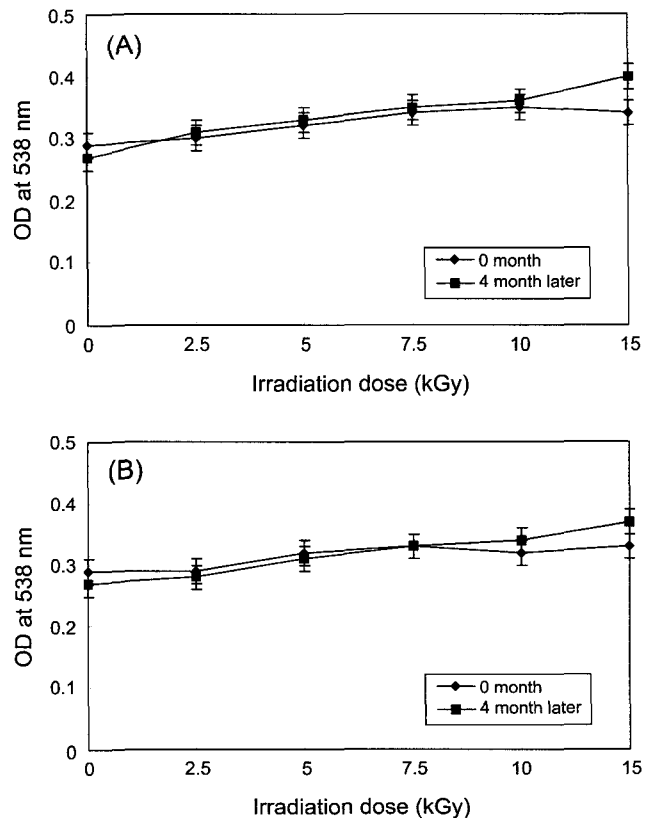 (A)
0.5
0.4
0.3
0.2
0.1
0
OD at 538 nm
0 month
4 month later
0 2.5 5 7.5 10 15
Irradiation dose (kGy)
(B)
0.5
0.4
0.3
0.2
0.1
0
OD at 538 nm
0 month
4 month later
0 2.5 5 7.5 10 15
Irradiation dose (kGy)